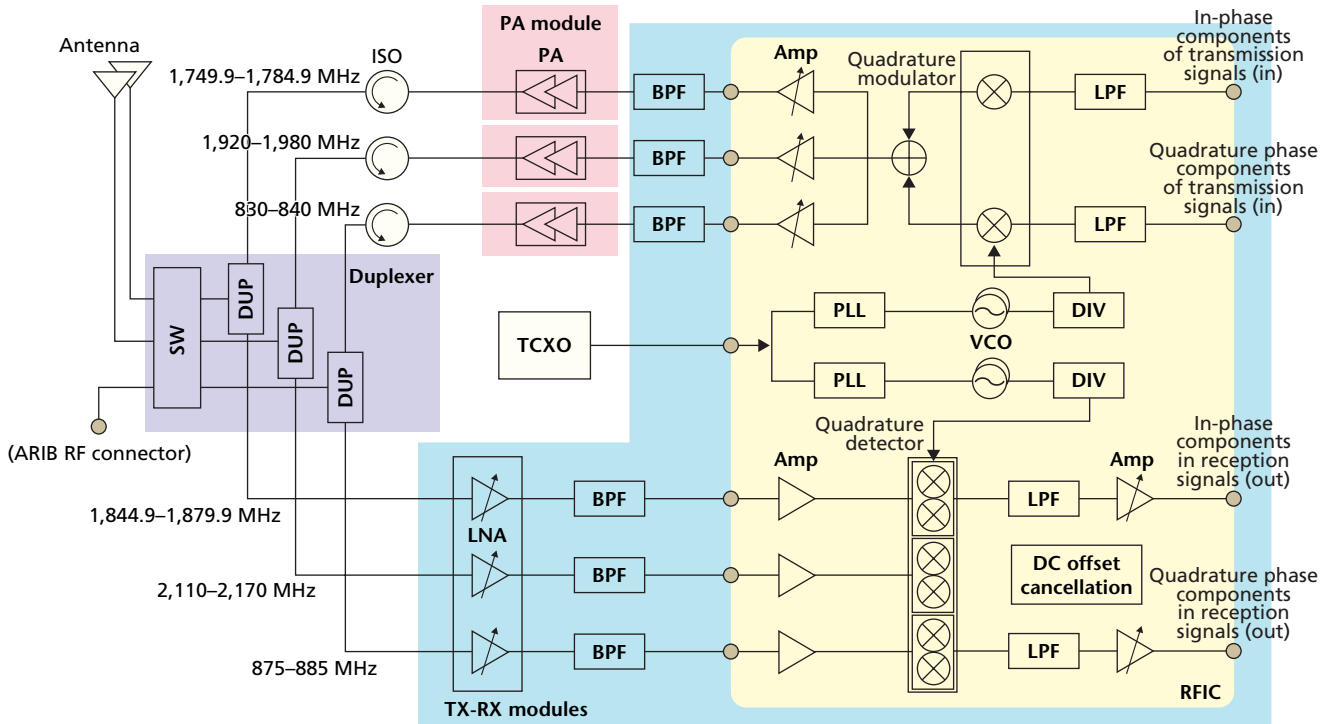 Antenna
1,749.9–1,784.9 MHz
ISO
PA module
PA
BPF
Amp
Quadrature
modulator
LPF
In-phase
components
of transmission
signals (in)
1,920–1,980 MHz
BPF
Quadrature phase
components
of transmission
signals (in)
830–840 MHz
BPF
LPF
Duplexer
SW
DUP
DUP
DUP
TCXO
PLL
VCO
DIV
PLL
DIV
(ARIB RF connector)
Quadrature
detector
In-phase
components
in reception
signals (out)
1,844.9–1,879.9 MHz
LNA
BPF
Amp
LPF
Amp
2,110–2,170 MHz
BPF
DC offset
cancellation
Quadrature phase
components
in reception
signals (out)
875–885 MHz
BPF
LPF
TX-RX modules
RFIC